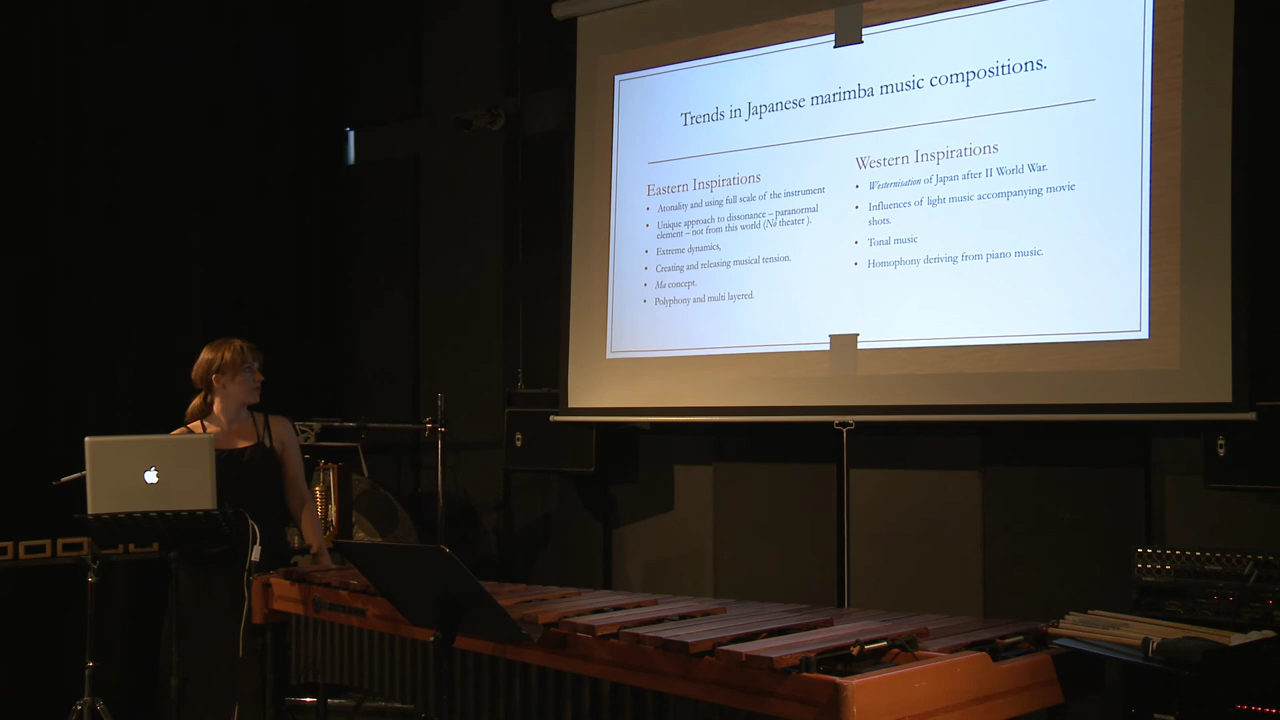 Trends in Japanese marimba music compositions.
Eastern Inspirations
• Atonality and using full scale of the instrument
• Unique approach to dissonance – paranormal
element – not from this world (No theater ).
• Extreme dynamics,
• Creating and releasing musical tension.
• Ma concept.
• Polyphony and multi layered.
Western Inspirations
• Westernisation of Japan after II World War.
• Influences of light music accompanying movie
shots.
• Tonal music
• Homophony deriving from piano music.